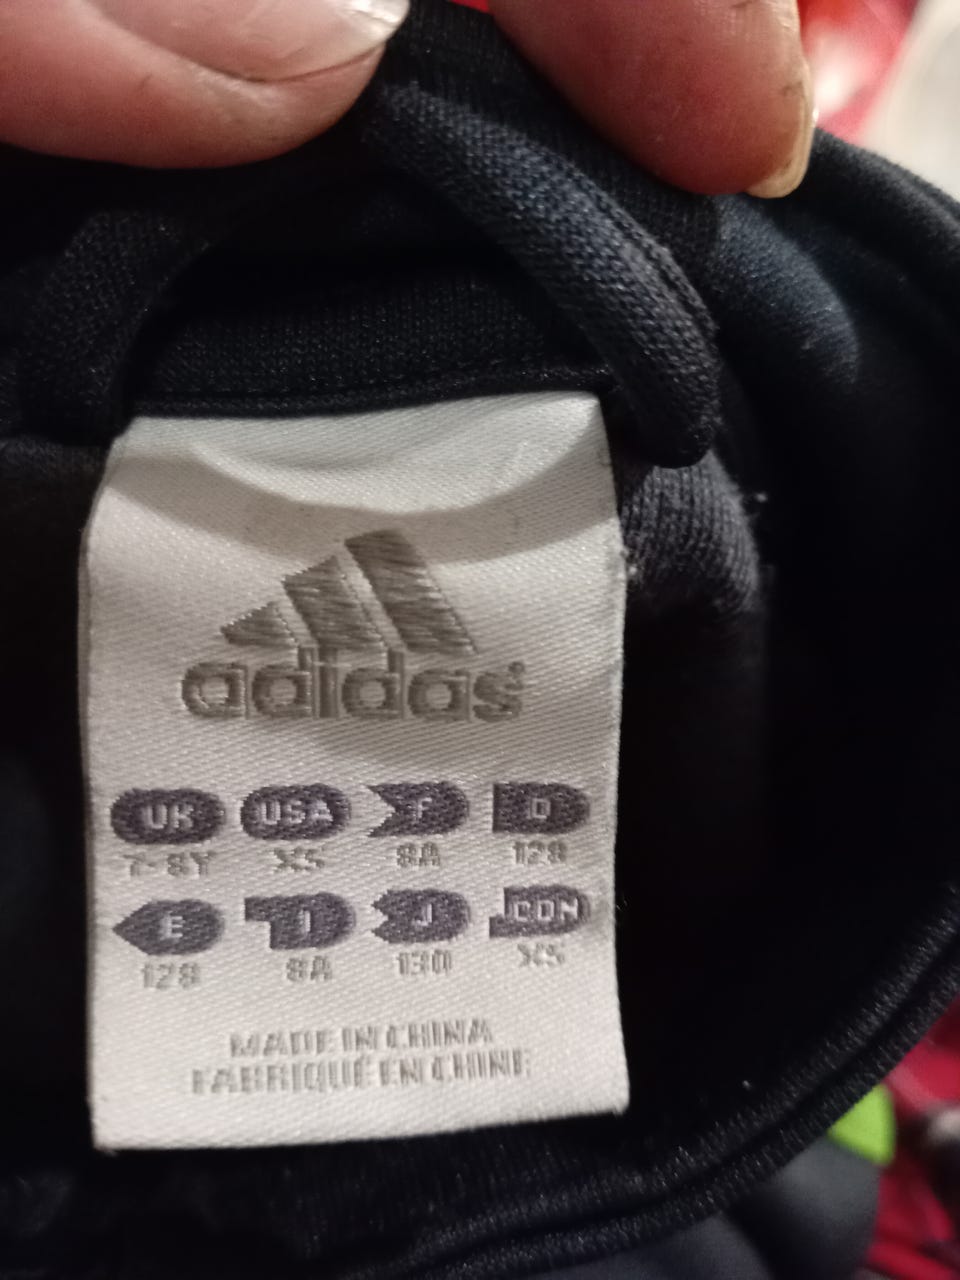 adidas
UK USA F D
7-8Y XS 8A 128
E I J CDN
128 8A 130 XS
MADE IN CHINA
FABRIQUÉ EN CHINE